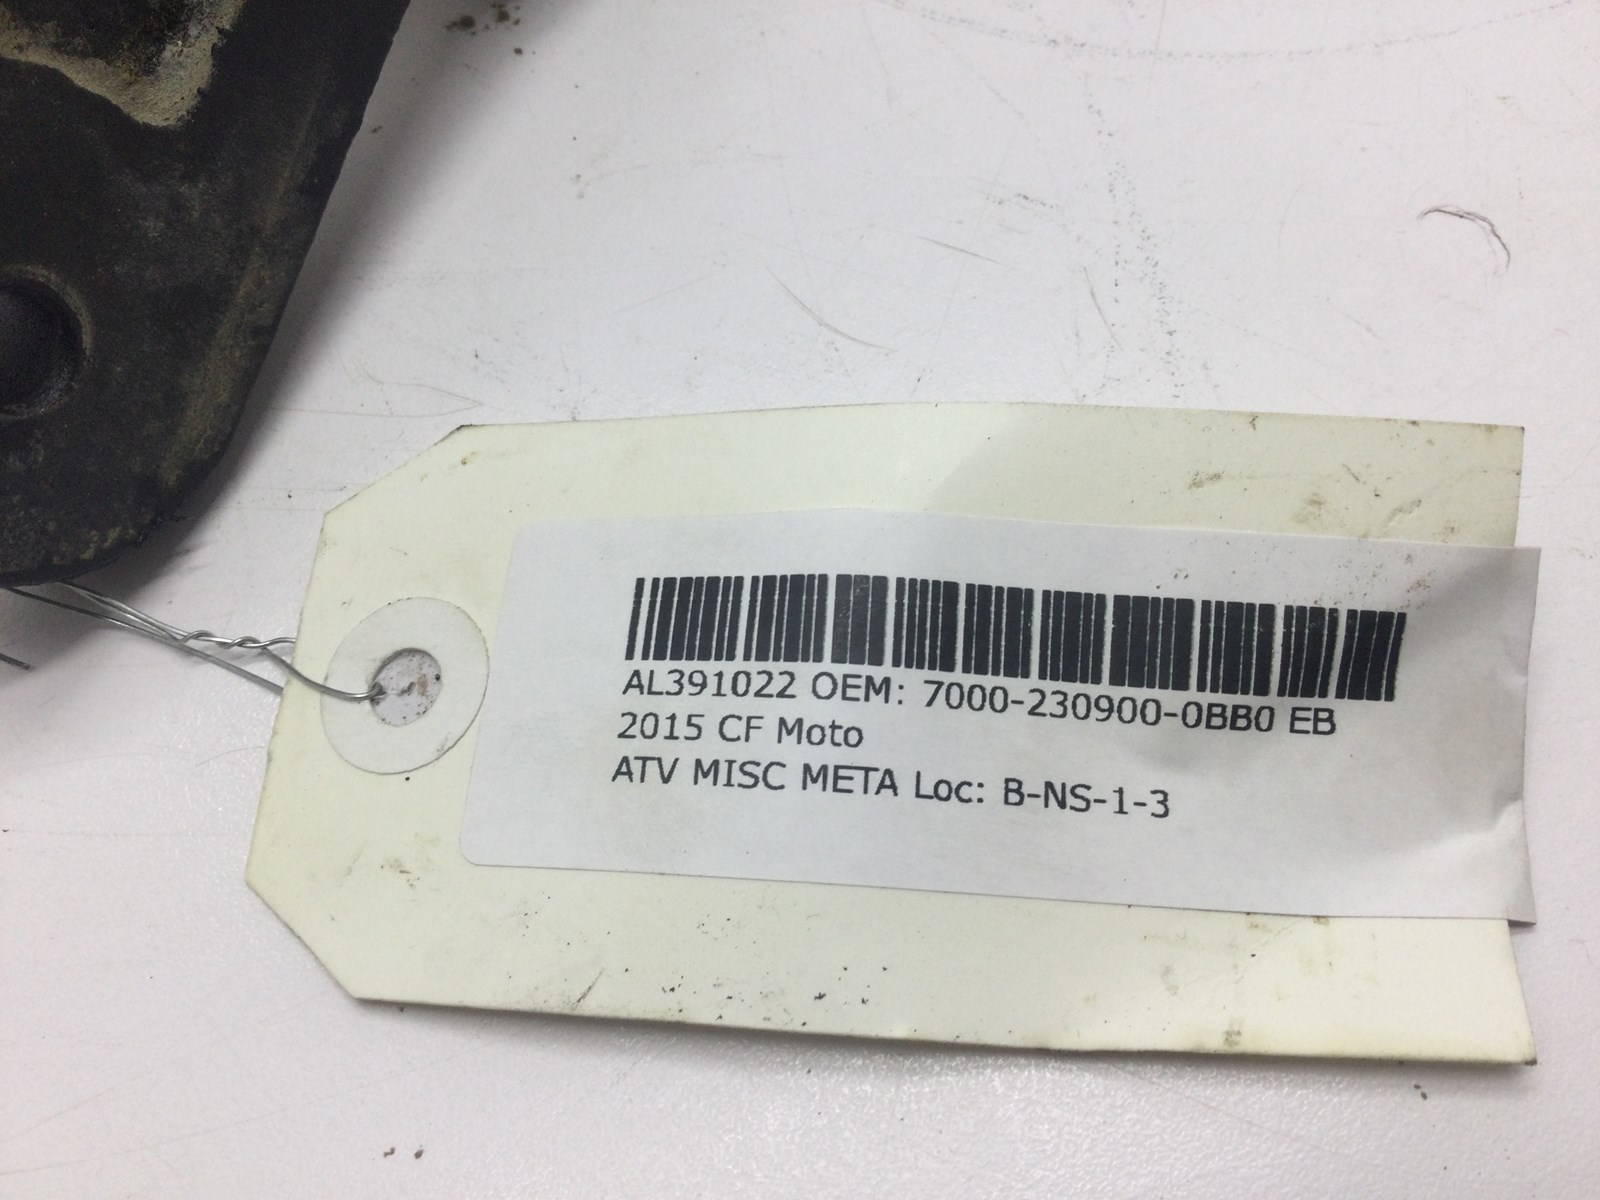 AL391022 OEM: 7000-230900-0BB0 EB
2015 CF Moto
ATV MISC META Loc: B-NS-1-3